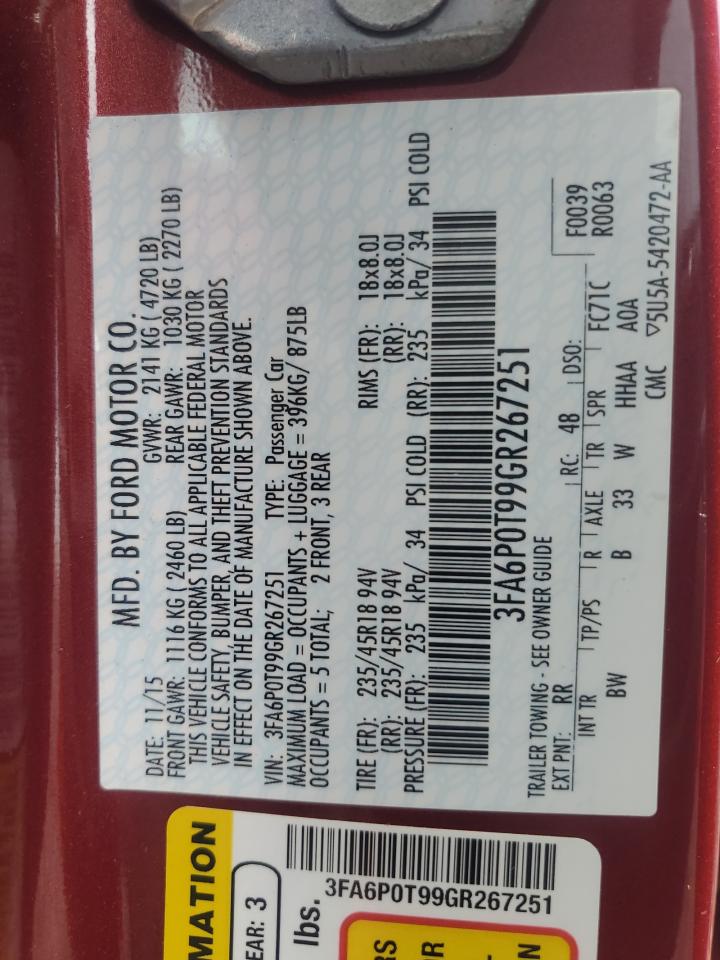 MFD. BY FORD MOTOR CO.
DATE: 11/15 GVWR: 2141 KG ( 4720 LB)
FRONT GAWR: 1116 KG ( 2460 LB) REAR GAWR: 1030 KG ( 2270 LB)
THIS VEHICLE CONFORMS TO ALL APPLICABLE FEDERAL MOTOR
VEHICLE SAFETY, BUMPER, AND THEFT PREVENTION STANDARDS
IN EFFECT ON THE DATE OF MANUFACTURE SHOWN ABOVE.
VIN: 3FA6P0T99GR267251 TYPE: Passenger Car
MAXIMUM LOAD = OCCUPANTS + LUGGAGE = 396KG/ 875LB
OCCUPANTS = 5 TOTAL; 2 FRONT, 3 REAR
TIRE (FR): 235/45R18 94V RIMS (FR): 18x8.0J
(RR): 235/45R18 94V (RR): 18x8.0J
PRESSURE (FR): 235 kPa/ 34 PSI COLD (RR): 235 kPa/ 34 PSI COLD
3FA6P0T99GR267251
TRAILER TOWING - SEE OWNER GUIDE
EXT PNT: RR RC: 48 DSO: F0039
R0063
INT TR TP/PS R AXLE TR SPR FC71C
BW B 33 W HHAA A0A
CMC ▽5U5A-5420472-AA
MATION
EAR: 3
lbs.
3FA6P0T99GR267251
RS
OR
N